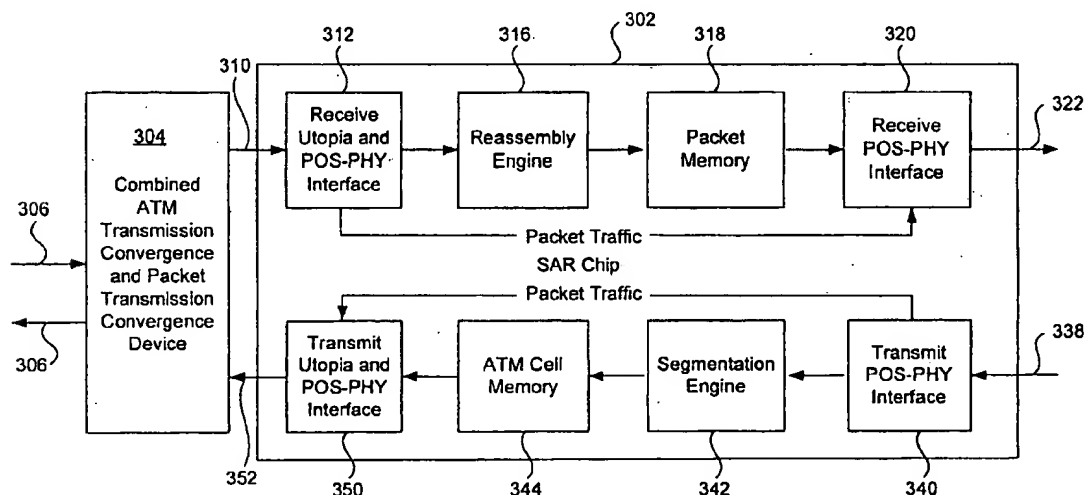 302
312
316
318
320
310
322
304
Combined
ATM
Transmission
Convergence
and Packet
Transmission
Convergence
Device
Receive
Utopia and
POS-PHY
Interface
Reassembly
Engine
Packet
Memory
Receive
POS-PHY
Interface
306
Packet Traffic
SAR Chip
Packet Traffic
306
Transmit
Utopia and
POS-PHY
Interface
ATM Cell
Memory
Segmentation
Engine
Transmit
POS-PHY
Interface
338
352
350
344
342
340